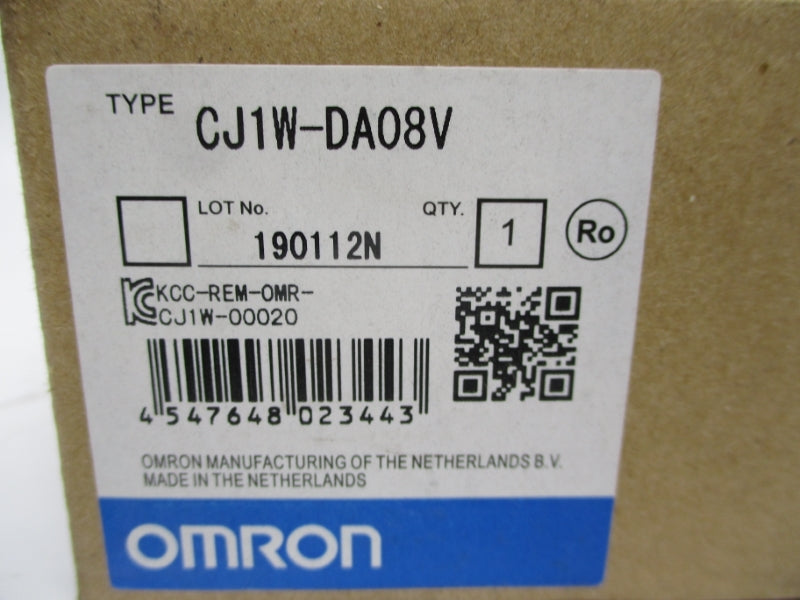 TYPE CJ1W-DA08V
LOT No. QTY.
190112N 1 Ro
KCC-REM-OMR-
CJ1W-00020
4 547648 023443
OMRON MANUFACTURING OF THE NETHERLANDS B.V.
MADE IN THE NETHERLANDS
OMRON